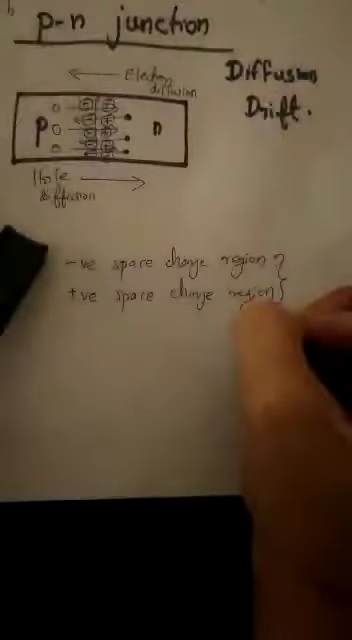 p-n junction
Electron
diffusion
Diffusion
Drift.
p
n
Hole
diffusion
-ve space charge region
+ve space charge region